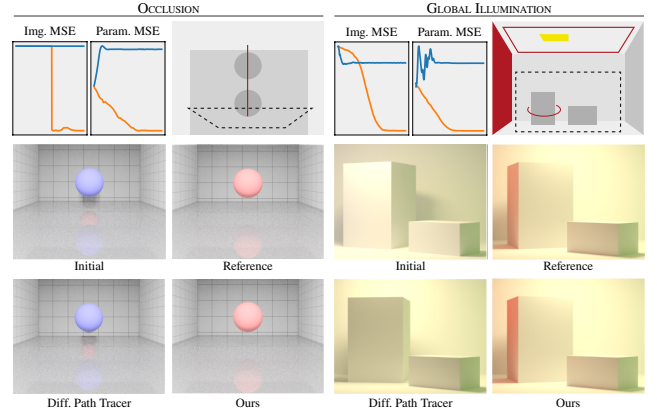 OCCLUSION
GLOBAL ILLUMINATION
Img. MSE
Param. MSE
Img. MSE
Param. MSE
Initial
Reference
Initial
Reference
Diff. Path Tracer
Ours
Diff. Path Tracer
Ours